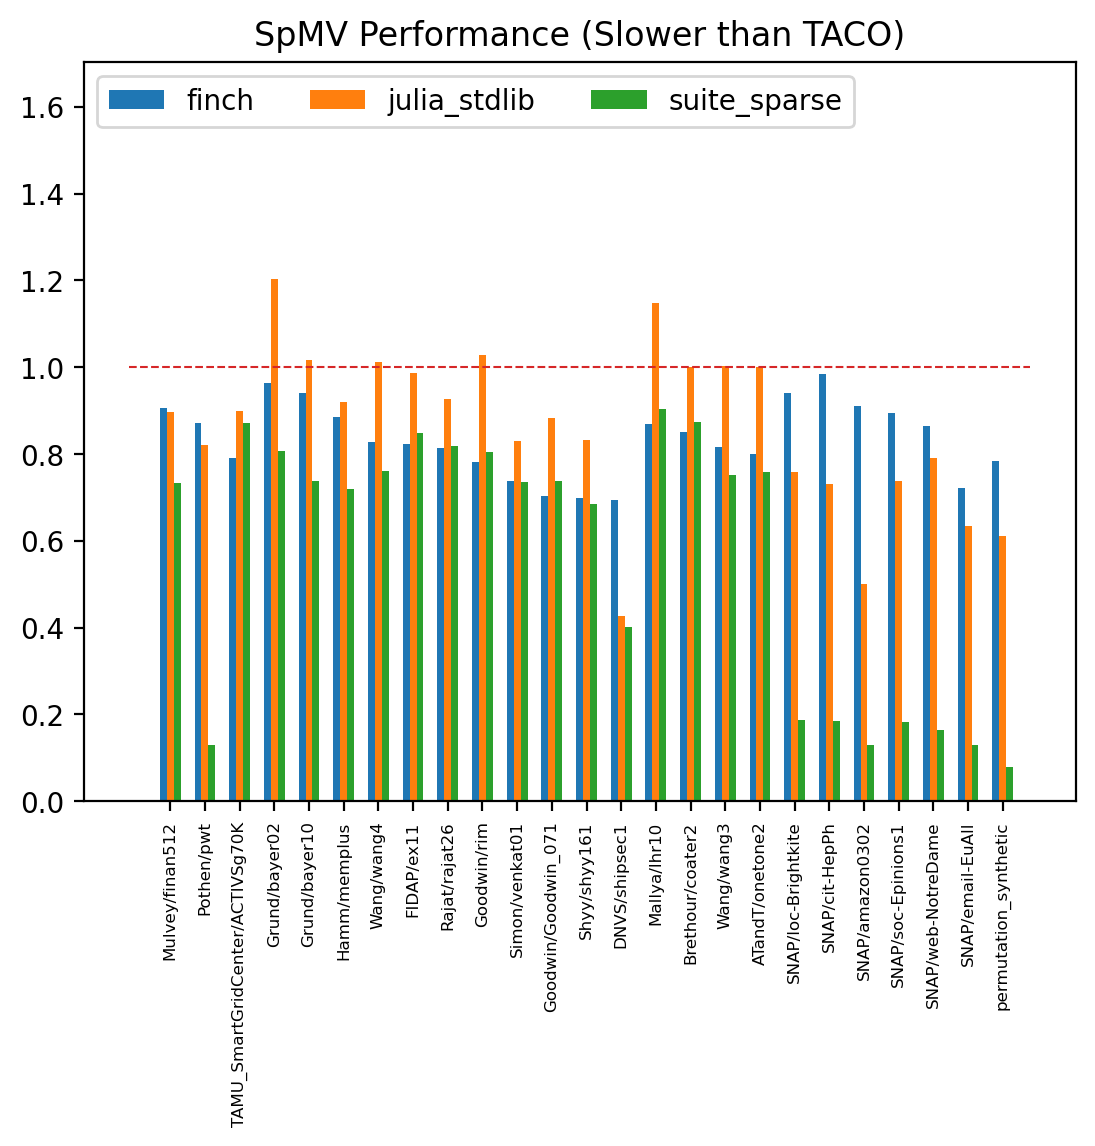 SpMV Performance (Slower than TACO)
finch julia_stdlib suite_sparse
1.6
1.4
1.2
1.0
0.8
0.6
0.4
0.2
0.0
Mulvey/finan512
Pothen/pwt
TAMU_SmartGridCenter/ACTIVSg70K
Grund/bayer02
Grund/bayer10
Hamm/memplus
Wang/wang4
FIDAP/ex11
Rajat/rajat26
Goodwin/rim
Simon/venkat01
Goodwin/Goodwin_071
Shyy/shyy161
DNVS/shipsec1
Mallya/lhr10
Brethour/coater2
Wang/wang3
ATandT/onetone2
SNAP/loc-Brightkite
SNAP/cit-HepPh
SNAP/amazon0302
SNAP/soc-Epinions1
SNAP/web-NotreDame
SNAP/email-EuAll
permutation_synthetic